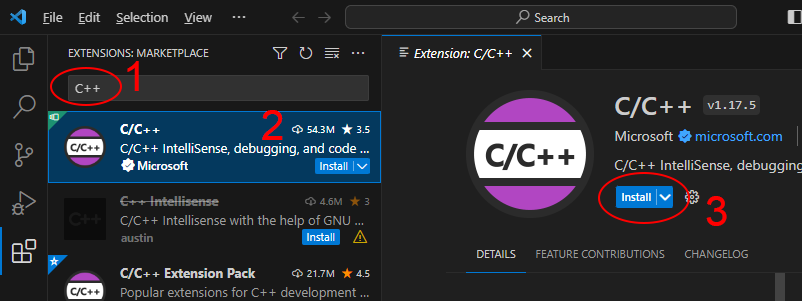 File Edit Selection View ··· Search
EXTENSIONS: MARKETPLACE
1
C++
2
C/C++ 54.3M ★ 3.5
C/C++ IntelliSense, debugging, and code ...
Microsoft Install
C++ Intellisense 4.6M ★ 3
C/C++ Intellisense with the help of GNU ...
austin Install
C/C++ Extension Pack 21.7M ★ 4.5
Popular extensions for C++ development ...
Extension: C/C++
C/C++
C/C++ v1.17.5
Microsoft microsoft.com
C/C++ IntelliSense, debugging
Install
3
DETAILS FEATURE CONTRIBUTIONS CHANGELOG
C/C++
C/C++